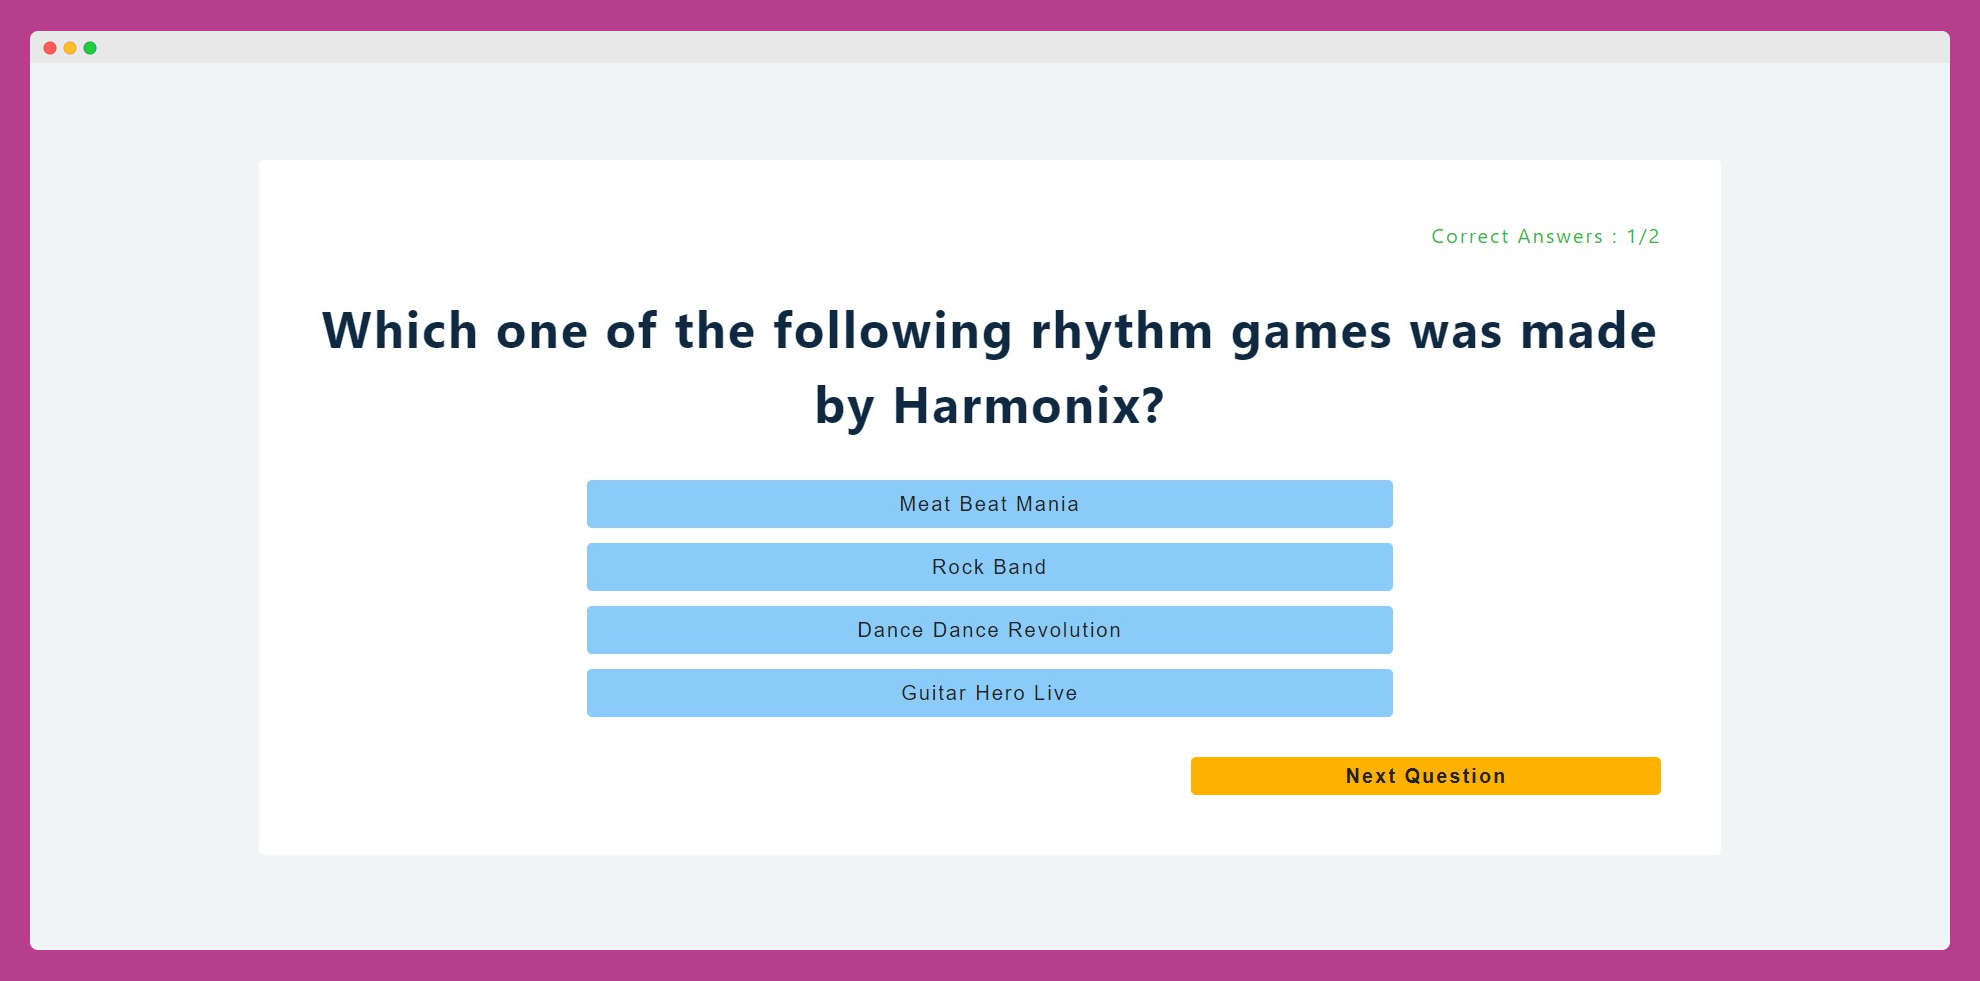 Correct Answers : 1/2
Which one of the following rhythm games was made
by Harmonix?
Meat Beat Mania
Rock Band
Dance Dance Revolution
Guitar Hero Live
Next Question